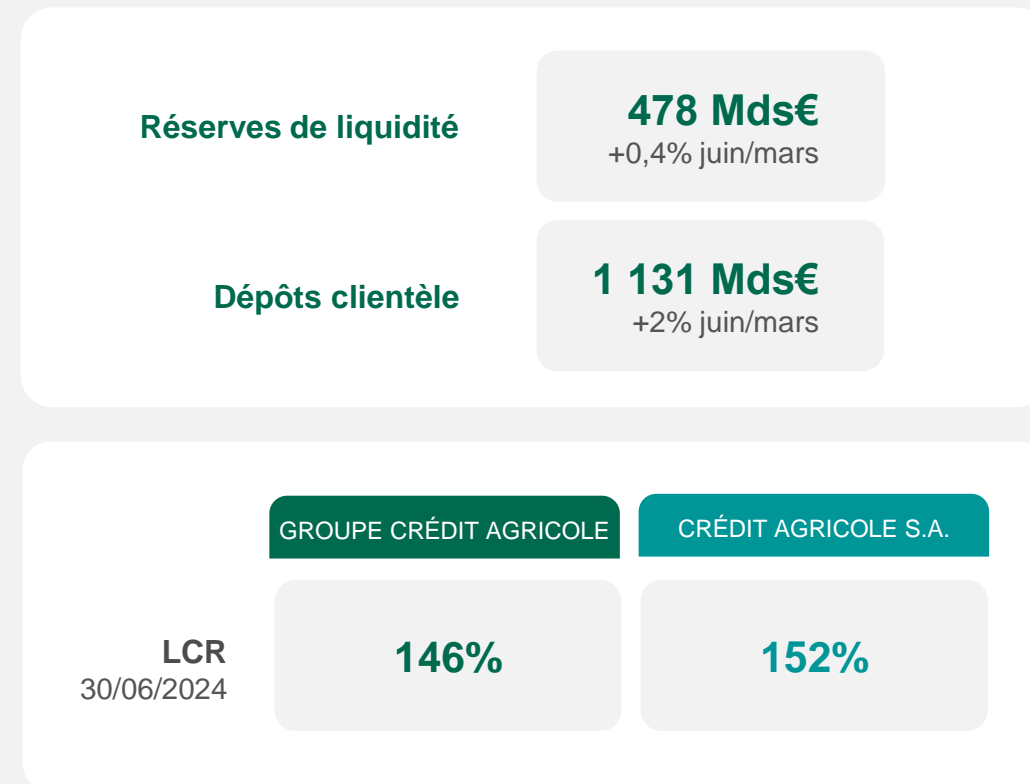 Réserves de liquidité
478 Mds€
+0,4% juin/mars
Dépôts clientèle
1 131 Mds€
+2% juin/mars
GROUPE CRÉDIT AGRICOLE
CRÉDIT AGRICOLE S.A.
LCR
30/06/2024
146%
152%